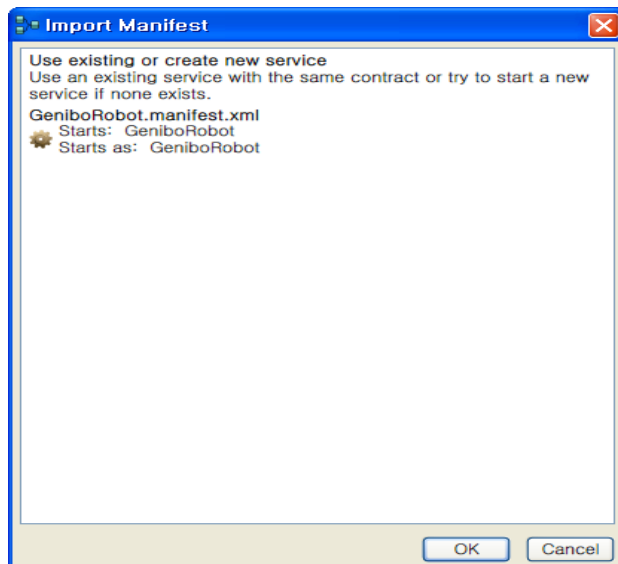 Import Manifest
Use existing or create new service
Use an existing service with the same contract or try to start a new
service if none exists.
GeniboRobot.manifest.xml
Starts: GeniboRobot
Starts as: GeniboRobot
OK
Cancel